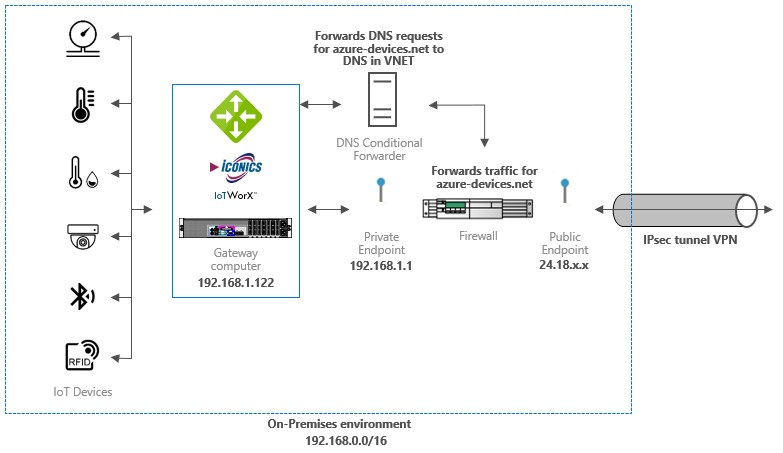 Forwards DNS requests
for azure-devices.net to
DNS in VNET
DNS Conditional
Forwarder
ICONICS
IoTWorX™
Gateway
computer
192.168.1.122
Private
Endpoint
192.168.1.1
Forwards traffic for
azure-devices.net
Firewall
Public
Endpoint
24.18.x.x
IPsec tunnel VPN
RFID
IoT Devices
On-Premises environment
192.168.0.0/16